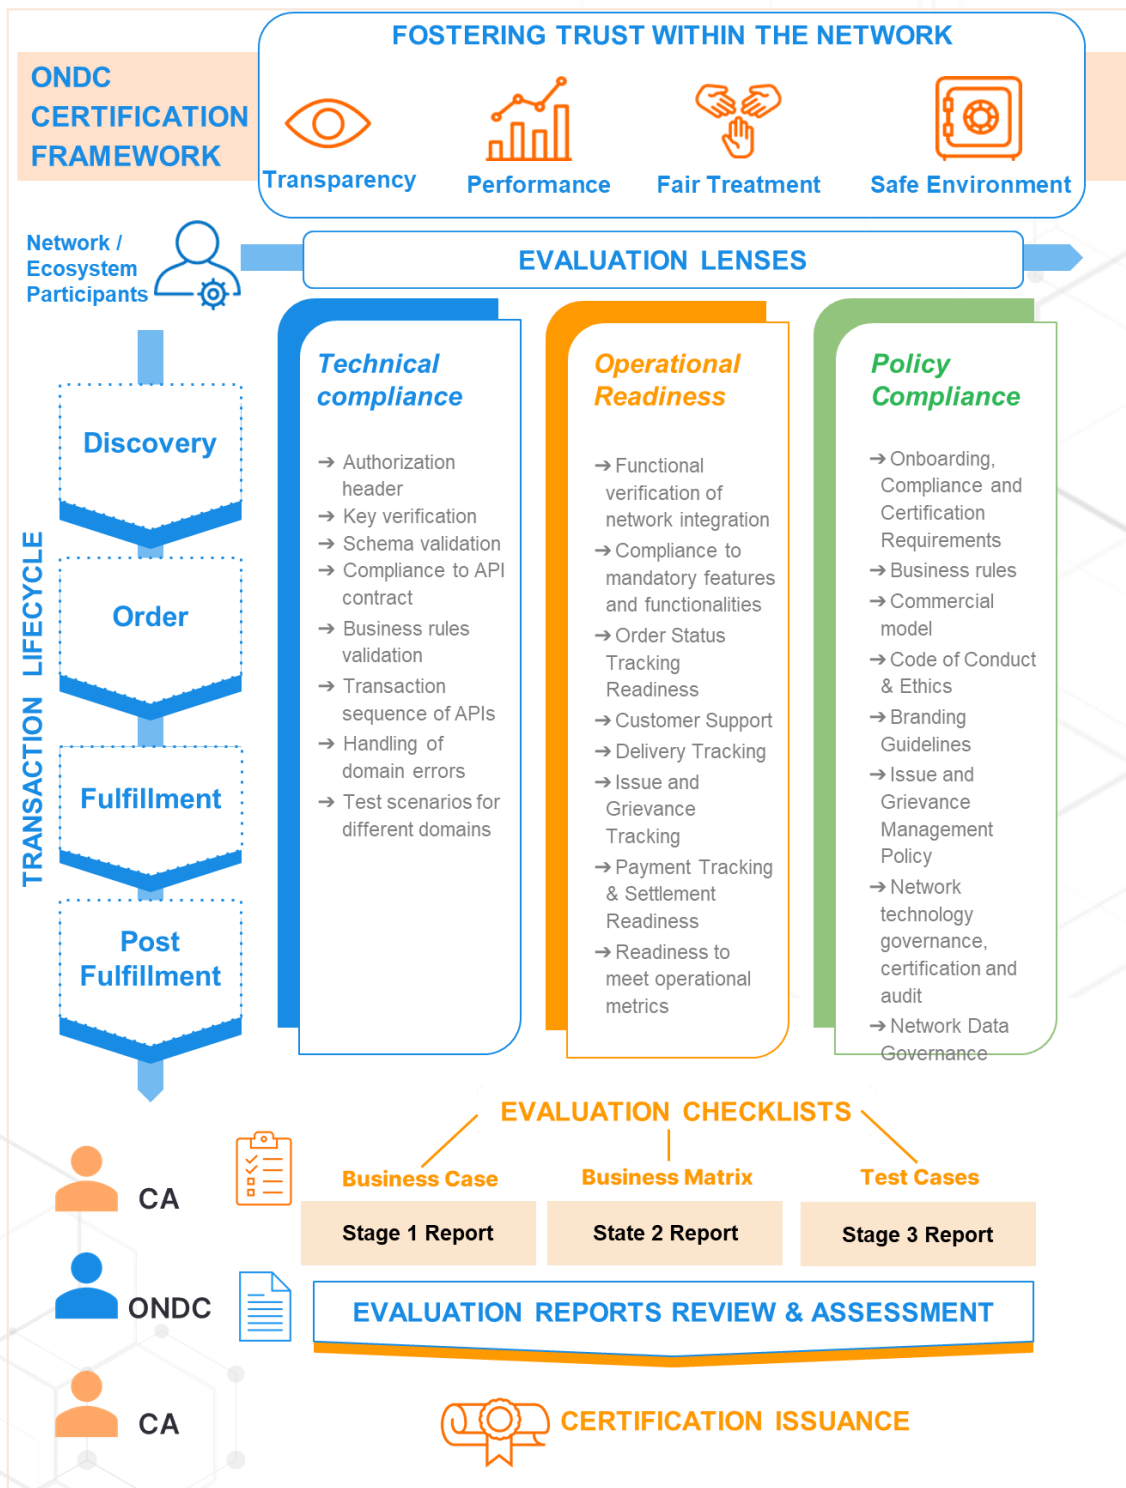 FOSTERING TRUST WITHIN THE NETWORK
ONDC
CERTIFICATION
FRAMEWORK
Transparency
Performance
Fair Treatment
Safe Environment
Network /
Ecosystem
Participants
EVALUATION LENSES
TRANSACTION LIFECYCLE
Discovery
Order
Fulfillment
Post
Fulfillment
Technical
compliance
→ Authorization
header
→ Key verification
→ Schema validation
→ Compliance to API
contract
→ Business rules
validation
→ Transaction
sequence of APIs
→ Handling of
domain errors
→ Test scenarios for
different domains
Operational
Readiness
→ Functional
verification of
network integration
→ Compliance to
mandatory features
and functionalities
→ Order Status
Tracking
Readiness
→ Customer Support
→ Delivery Tracking
→ Issue and
Grievance
Tracking
→ Payment Tracking
& Settlement
Readiness
→ Readiness to
meet operational
metrics
Policy
Compliance
→ Onboarding,
Compliance and
Certification
Requirements
→ Business rules
→ Commercial
model
→ Code of Conduct
& Ethics
→ Branding
Guidelines
→ Issue and
Grievance
Management
Policy
→ Network
technology
governance,
certification and
audit
→ Network Data
Governance
EVALUATION CHECKLISTS
CA
Business Case
Business Matrix
Test Cases
Stage 1 Report
State 2 Report
Stage 3 Report
ONDC
EVALUATION REPORTS REVIEW & ASSESSMENT
CA
CERTIFICATION ISSUANCE